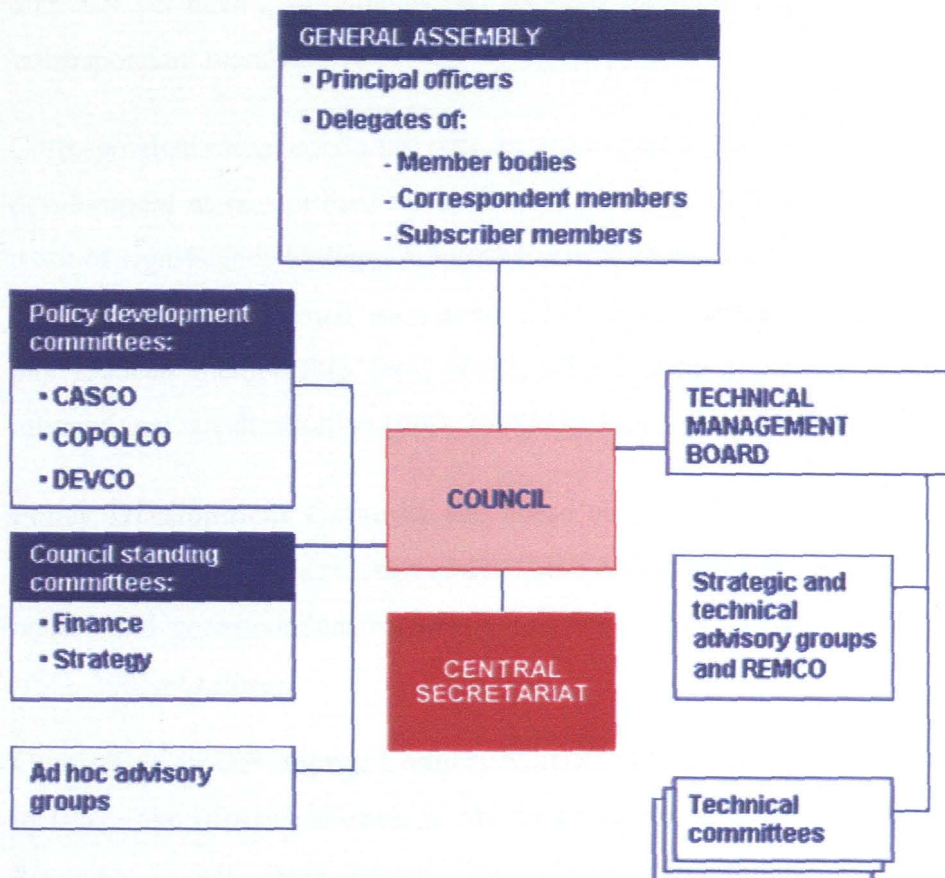 GENERAL ASSEMBLY
• Principal officers
• Delegates of:
- Member bodies
- Correspondent members
- Subscriber members
Policy development
committees:
• CASCO
• COPOLCO
• DEVCO
Council standing
committees:
• Finance
• Strategy
Ad hoc advisory
groups
COUNCIL
CENTRAL
SECRETARIAT
TECHNICAL
MANAGEMENT
BOARD
Strategic and
technical
advisory groups
and REMCO
Technical
committees